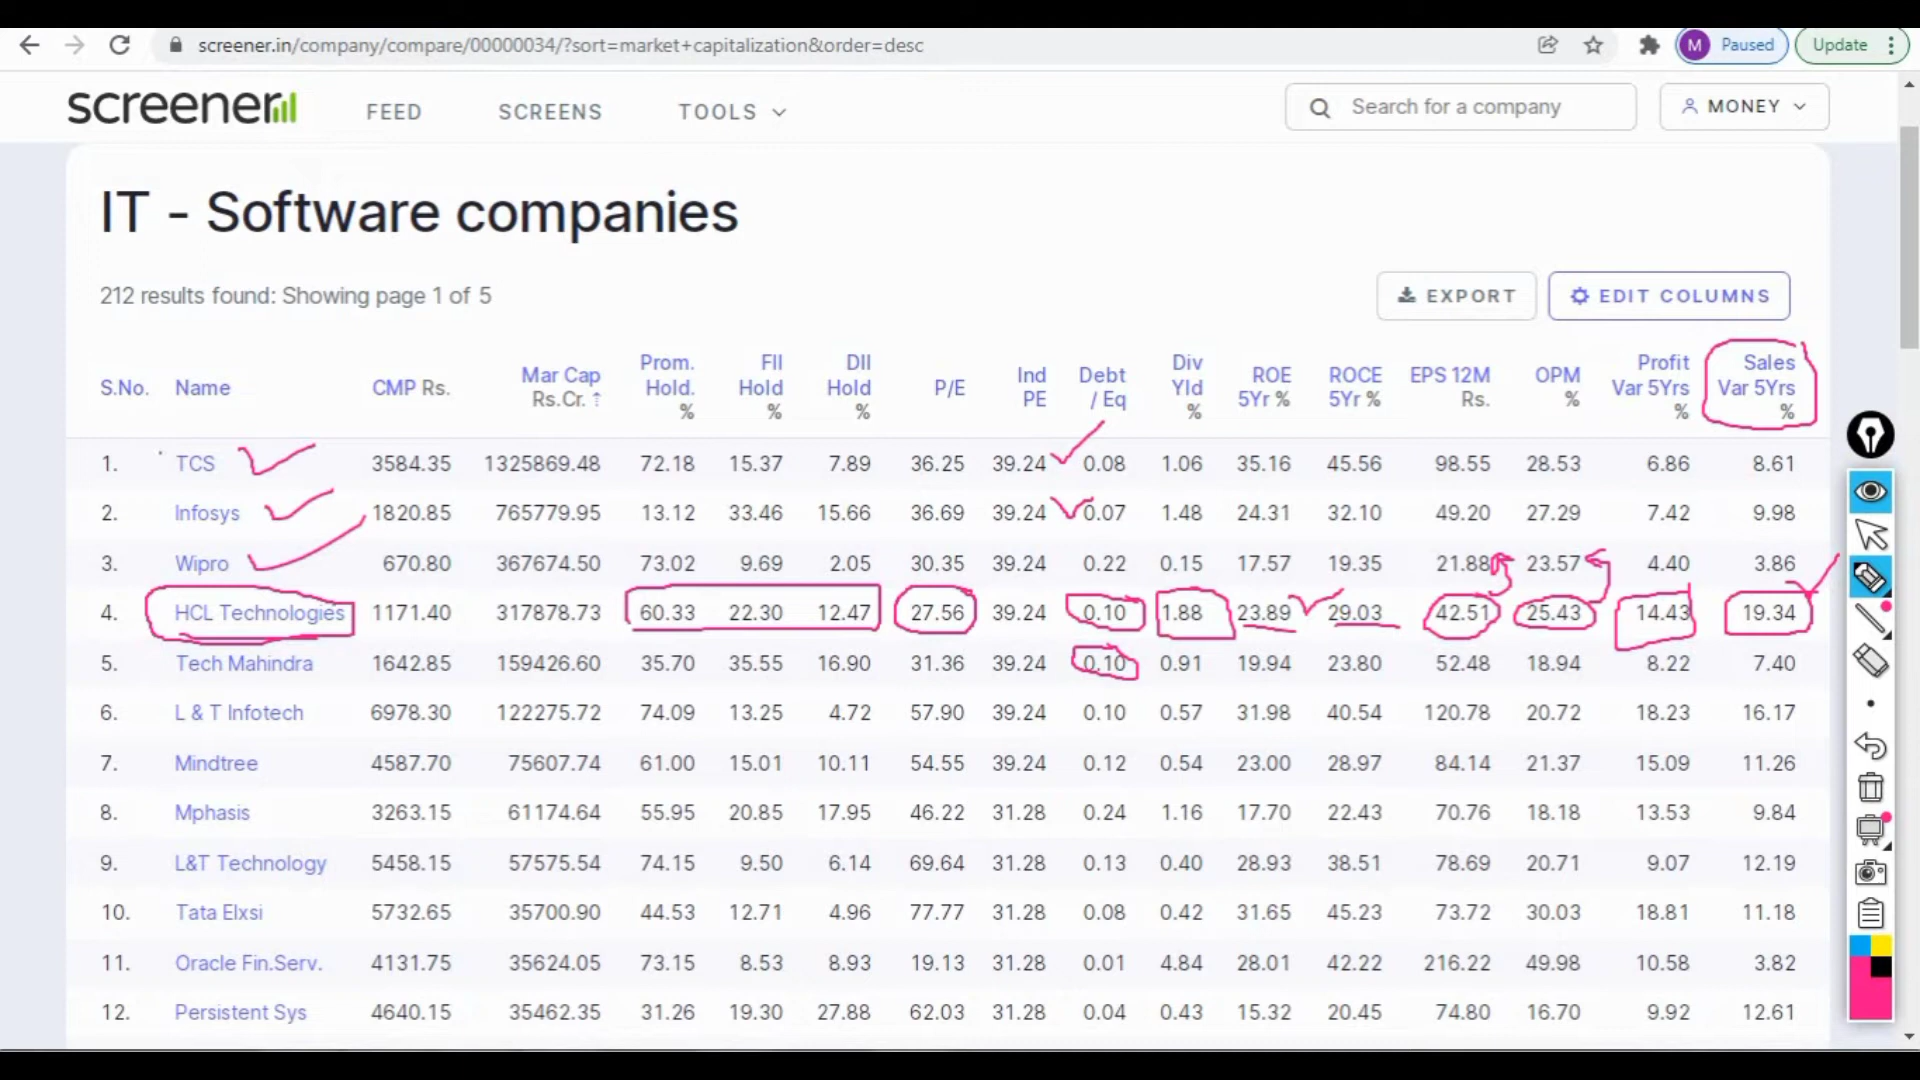 screener.in/company/compare/00000034/?sort=market+capitalization&order=desc M Paused Update
screener FEED SCREENS TOOLS Search for a company MONEY
IT - Software companies
212 results found: Showing page 1 of 5 EXPORT EDIT COLUMNS
S.No. Name CMP Rs. Mar Cap Rs.Cr. ↑ Prom. Hold. % FII Hold % DII Hold % P/E Ind PE Debt / Eq Div Yld % ROE 5Yr % ROCE 5Yr % EPS 12M Rs. OPM % Profit Var 5Yrs % Sales Var 5Yrs %
1. TCS 3584.35 1325869.48 72.18 15.37 7.89 36.25 39.24 0.08 1.06 35.16 45.56 98.55 28.53 6.86 8.61
2. Infosys 1820.85 765779.95 13.12 33.46 15.66 36.69 39.24 0.07 1.48 24.31 32.10 49.20 27.29 7.42 9.98
3. Wipro 670.80 367674.50 73.02 9.69 2.05 30.35 39.24 0.22 0.15 17.57 19.35 21.88 23.57 4.40 3.86
4. HCL Technologies 1171.40 317878.73 60.33 22.30 12.47 27.56 39.24 0.10 1.88 23.89 29.03 42.51 25.43 14.43 19.34
5. Tech Mahindra 1642.85 159426.60 35.70 35.55 16.90 31.36 39.24 0.10 0.91 19.94 23.80 52.48 18.94 8.22 7.40
6. L & T Infotech 6978.30 122275.72 74.09 13.25 4.72 57.90 39.24 0.10 0.57 31.98 40.54 120.78 20.72 18.23 16.17
7. Mindtree 4587.70 75607.74 61.00 15.01 10.11 54.55 39.24 0.12 0.54 23.00 28.97 84.14 21.37 15.09 11.26
8. Mphasis 3263.15 61174.64 55.95 20.85 17.95 46.22 31.28 0.24 1.16 17.70 22.43 70.76 18.18 13.53 9.84
9. L&T Technology 5458.15 57575.54 74.15 9.50 6.14 69.64 31.28 0.13 0.40 28.93 38.51 78.69 20.71 9.07 12.19
10. Tata Elxsi 5732.65 35700.90 44.53 12.71 4.96 77.77 31.28 0.08 0.42 31.65 45.23 73.72 30.03 18.81 11.18
11. Oracle Fin.Serv. 4131.75 35624.05 73.15 8.53 8.93 19.13 31.28 0.01 4.84 28.01 42.22 216.22 49.98 10.58 3.82
12. Persistent Sys 4640.15 35462.35 31.26 19.30 27.88 62.03 31.28 0.04 0.43 15.32 20.45 74.80 16.70 9.92 12.61